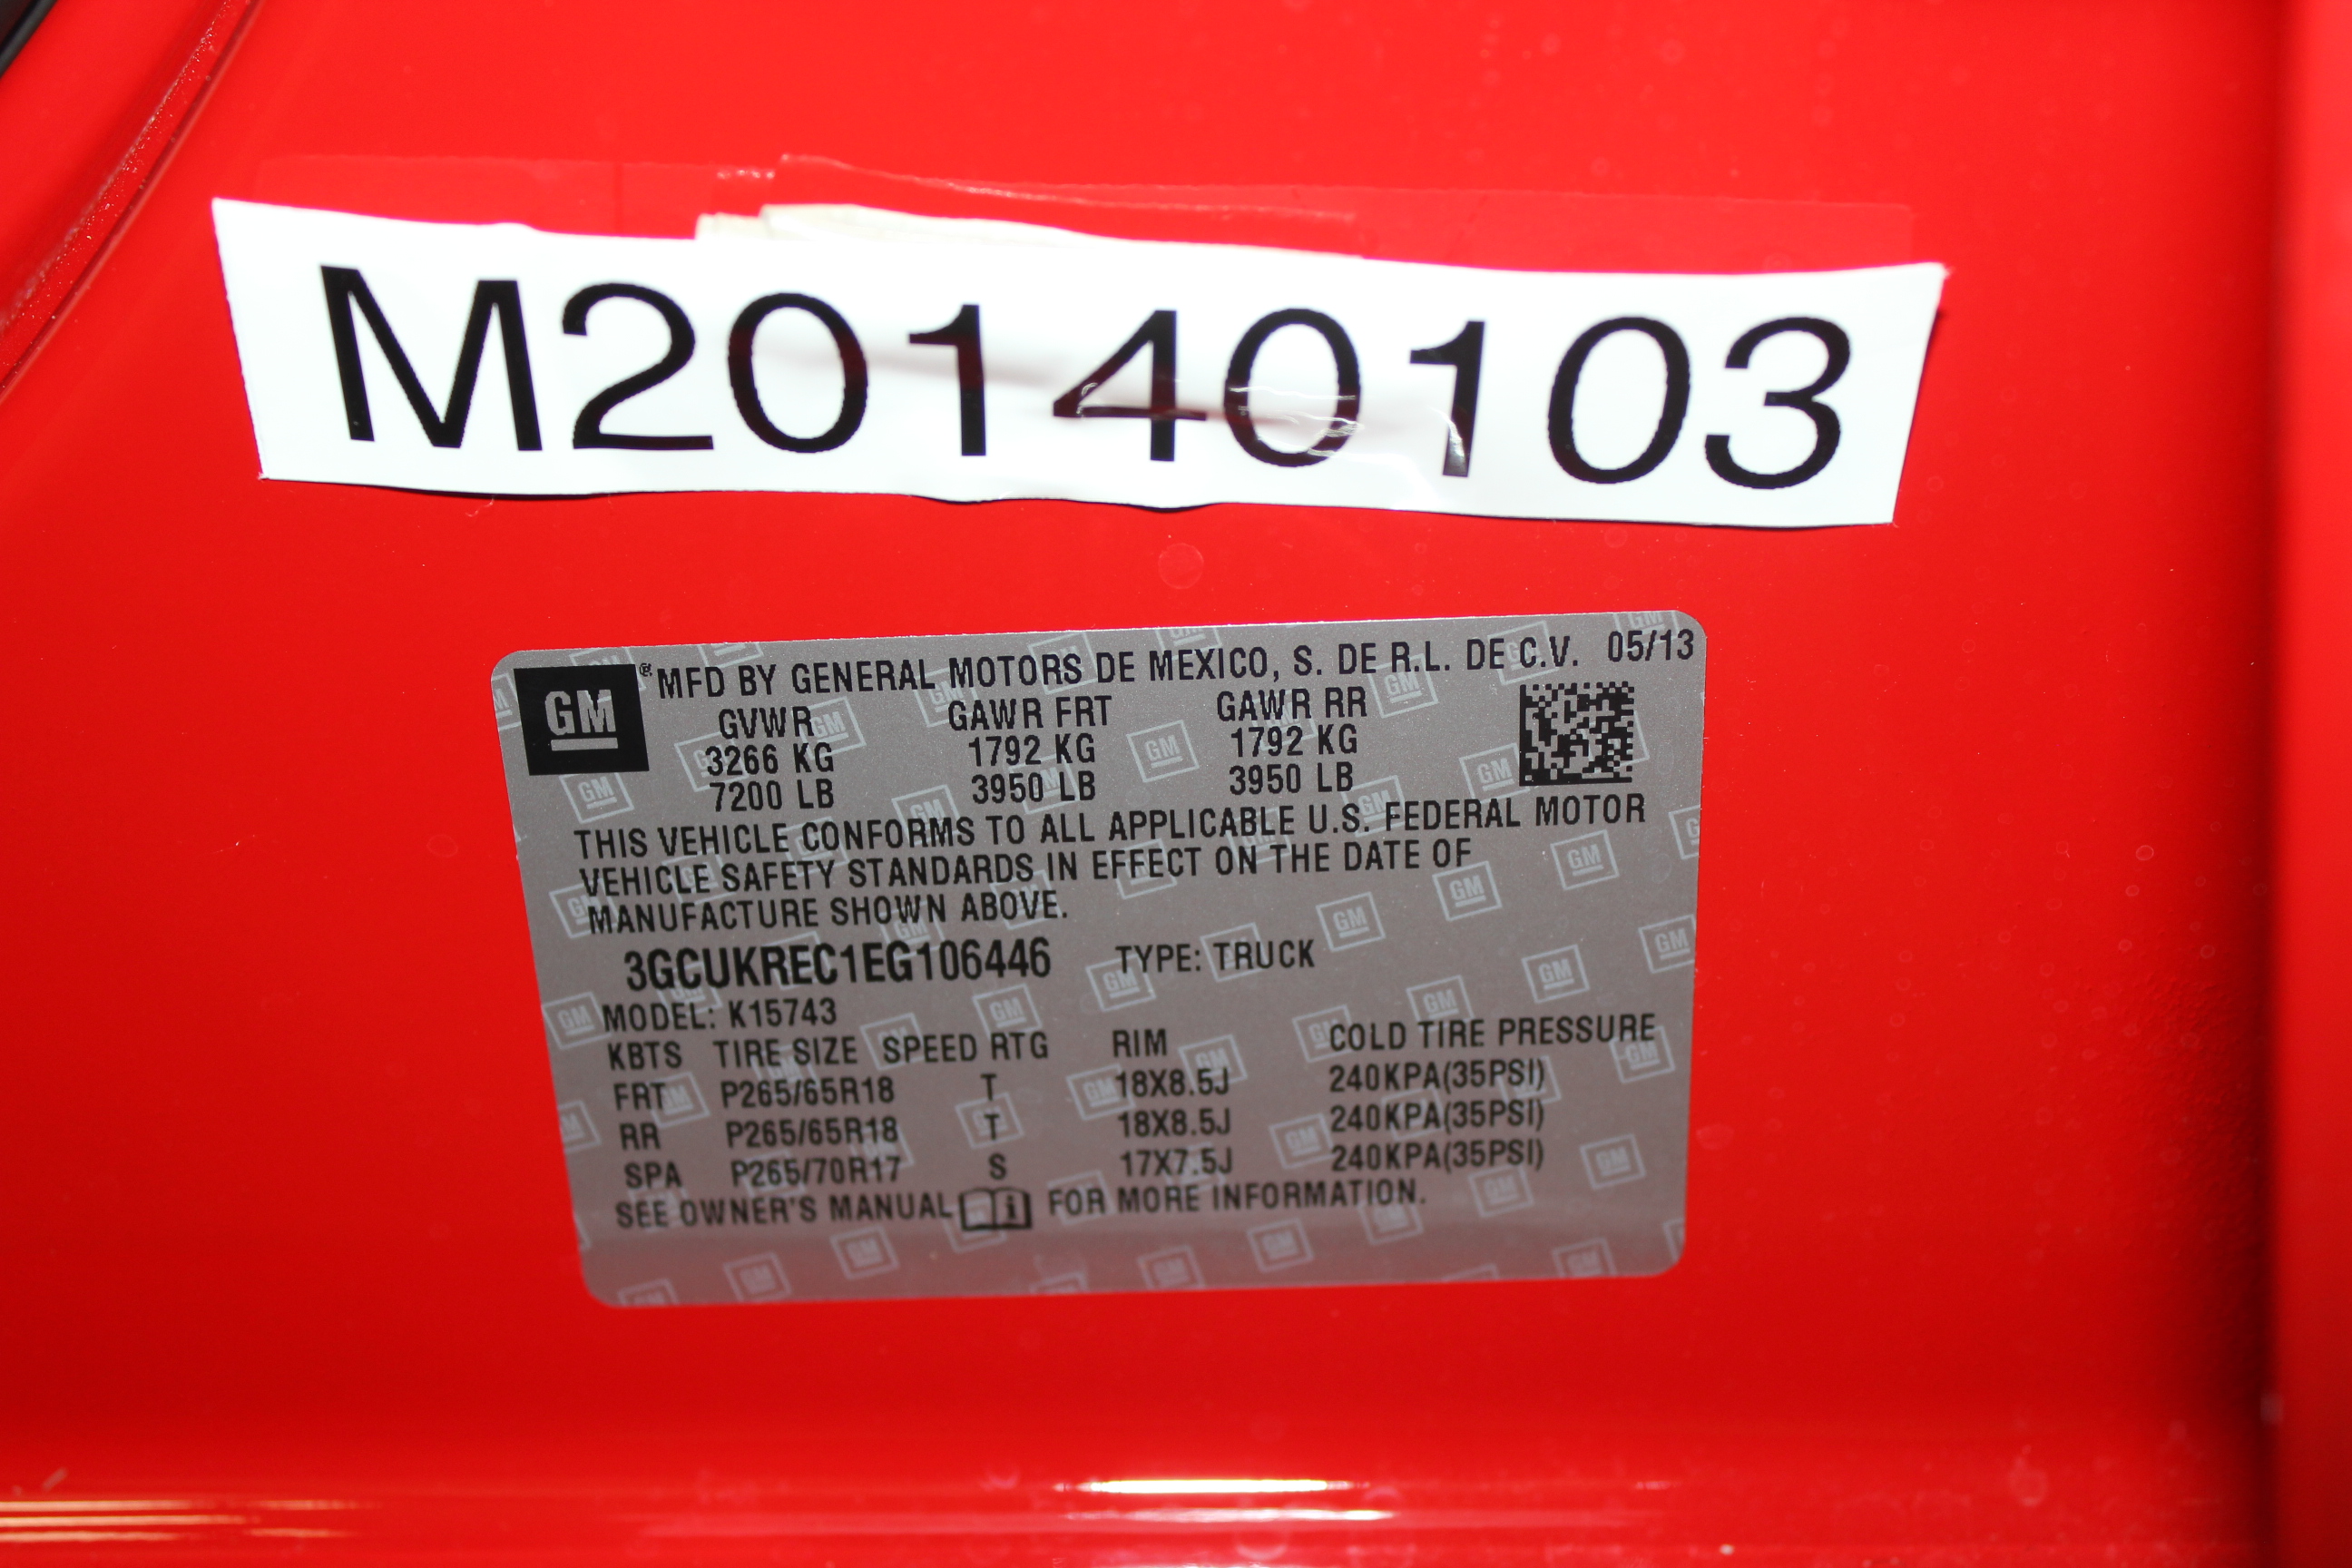 M20140103
GM ® MFD BY GENERAL MOTORS DE MEXICO, S. DE R.L. DE C.V. 05/13
GVWR GAWR FRT GAWR RR
3266 KG 1792 KG 1792 KG
7200 LB 3950 LB 3950 LB
THIS VEHICLE CONFORMS TO ALL APPLICABLE U.S. FEDERAL MOTOR
VEHICLE SAFETY STANDARDS IN EFFECT ON THE DATE OF
MANUFACTURE SHOWN ABOVE.
3GCUKREC1EG106446 TYPE: TRUCK
MODEL: K15743
KBTS TIRE SIZE SPEED RTG RIM COLD TIRE PRESSURE
FRT P265/65R18 T 18X8.5J 240KPA(35PSI)
RR P265/65R18 T 18X8.5J 240KPA(35PSI)
SPA P265/70R17 S 17X7.5J 240KPA(35PSI)
SEE OWNER'S MANUAL i FOR MORE INFORMATION.